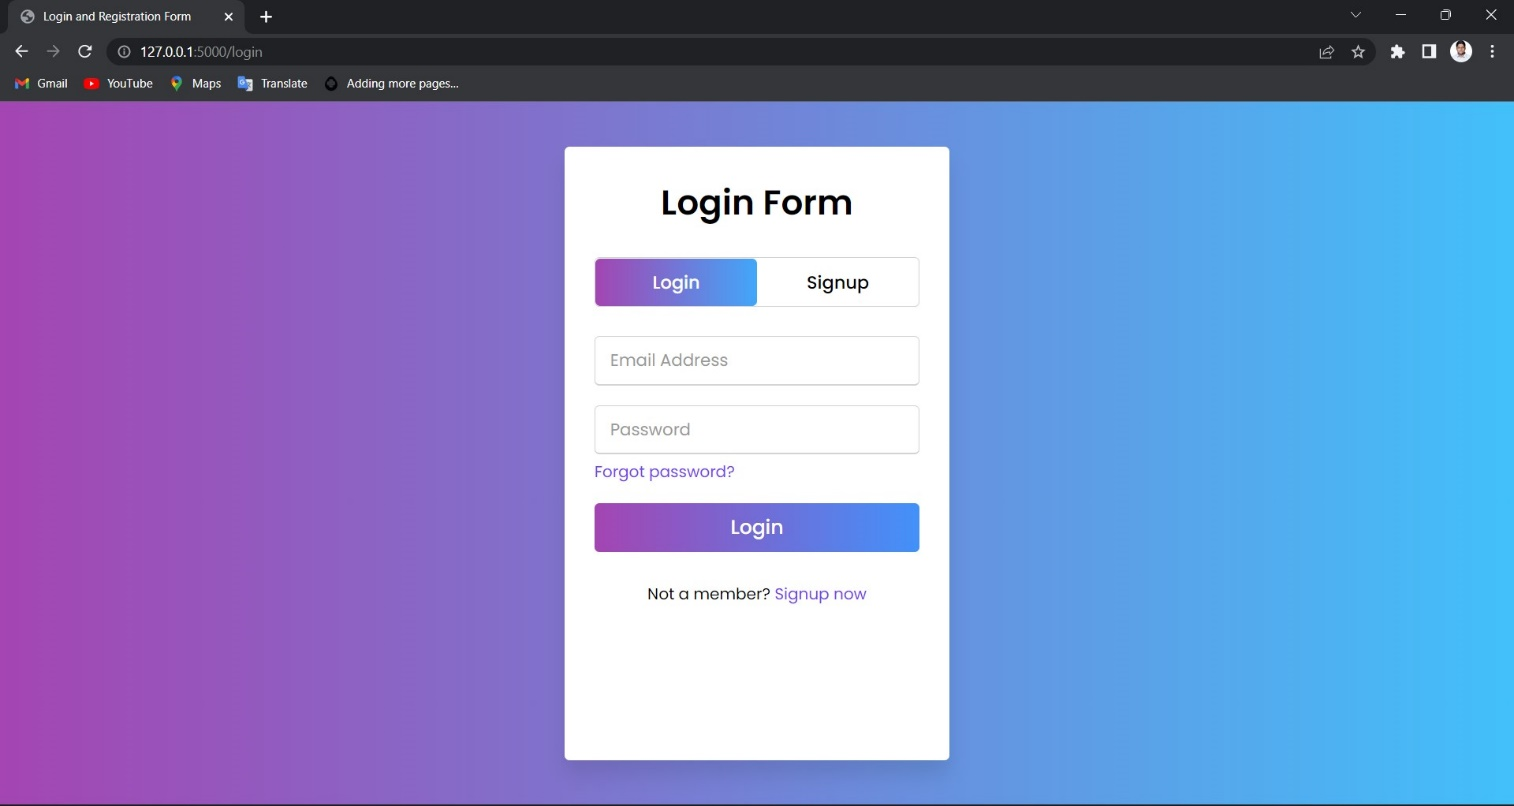 Login and Registration Form
127.0.0.1:5000/login
Gmail YouTube Maps Translate Adding more pages...
Login Form
Login Signup
Email Address
Password
Forgot password?
Login
Not a member? Signup now